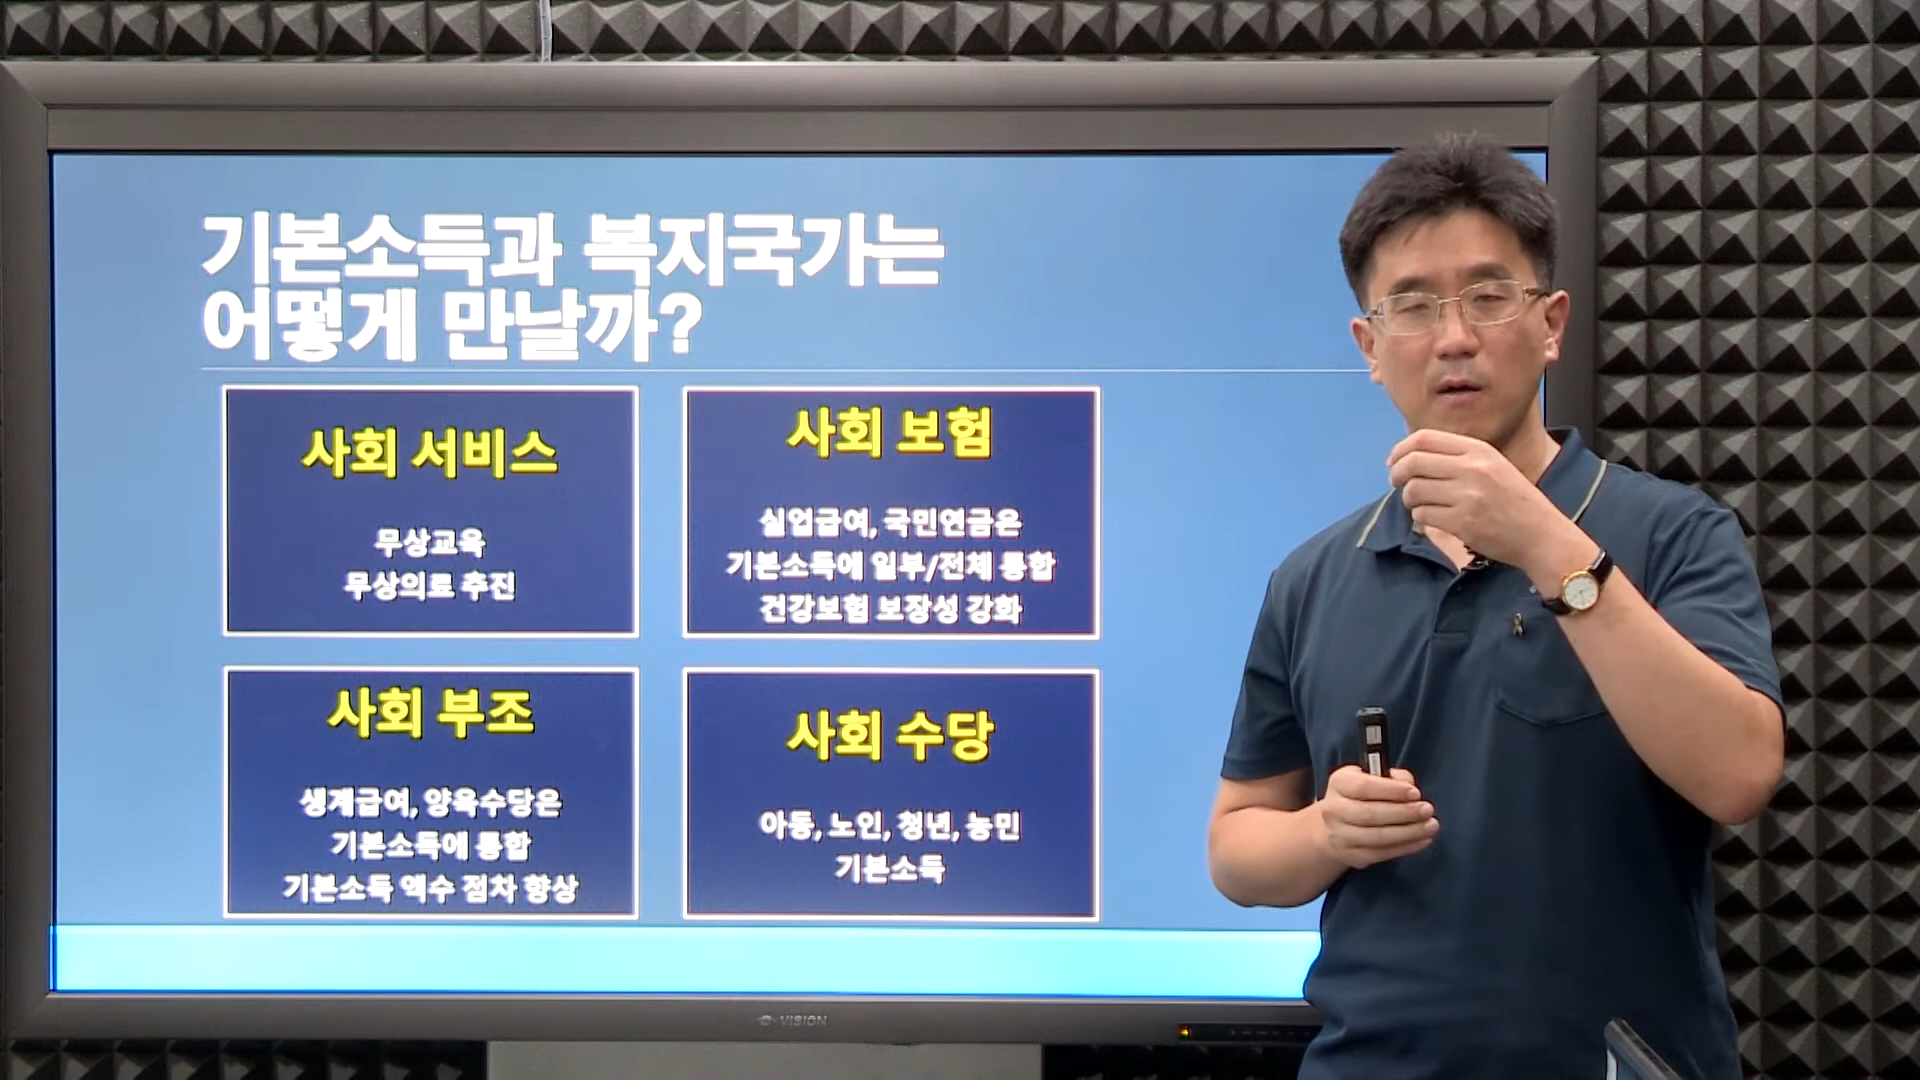 기본소득과 복지국가는
어떻게 만날까?
사회 서비스
무상교육
무상의료 추진
사회 보험
실업급여, 국민연금은
기본소득에 일부/전체 통합
건강보험 보장성 강화
사회 부조
생계급여, 양육수당은
기본소득에 통합
기본소득 액수 점차 향상
사회 수당
아동, 노인, 청년, 농민
기본소득
VISION